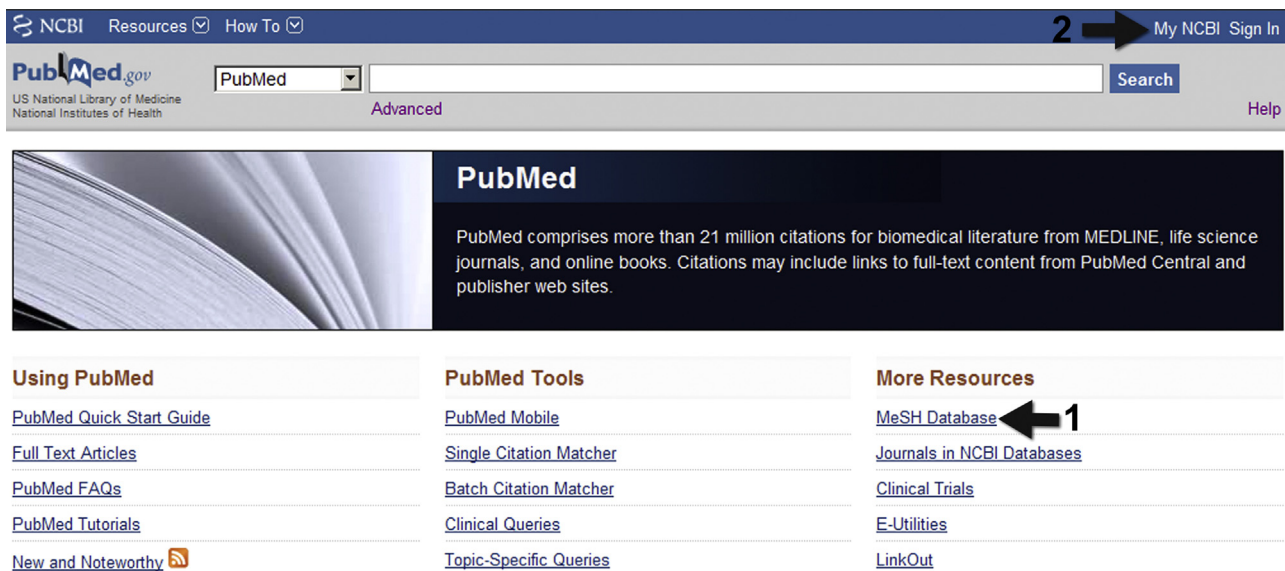 NCBI Resources How To 2 My NCBI Sign In
PubMed.gov PubMed Search
US National Library of Medicine
National Institutes of Health
Advanced Help
PubMed
PubMed comprises more than 21 million citations for biomedical literature from MEDLINE, life science
journals, and online books. Citations may include links to full-text content from PubMed Central and
publisher web sites.
Using PubMed
PubMed Quick Start Guide
Full Text Articles
PubMed FAQs
PubMed Tutorials
New and Noteworthy
PubMed Tools
PubMed Mobile
Single Citation Matcher
Batch Citation Matcher
Clinical Queries
Topic-Specific Queries
More Resources
MeSH Database 1
Journals in NCBI Databases
Clinical Trials
E-Utilities
LinkOut